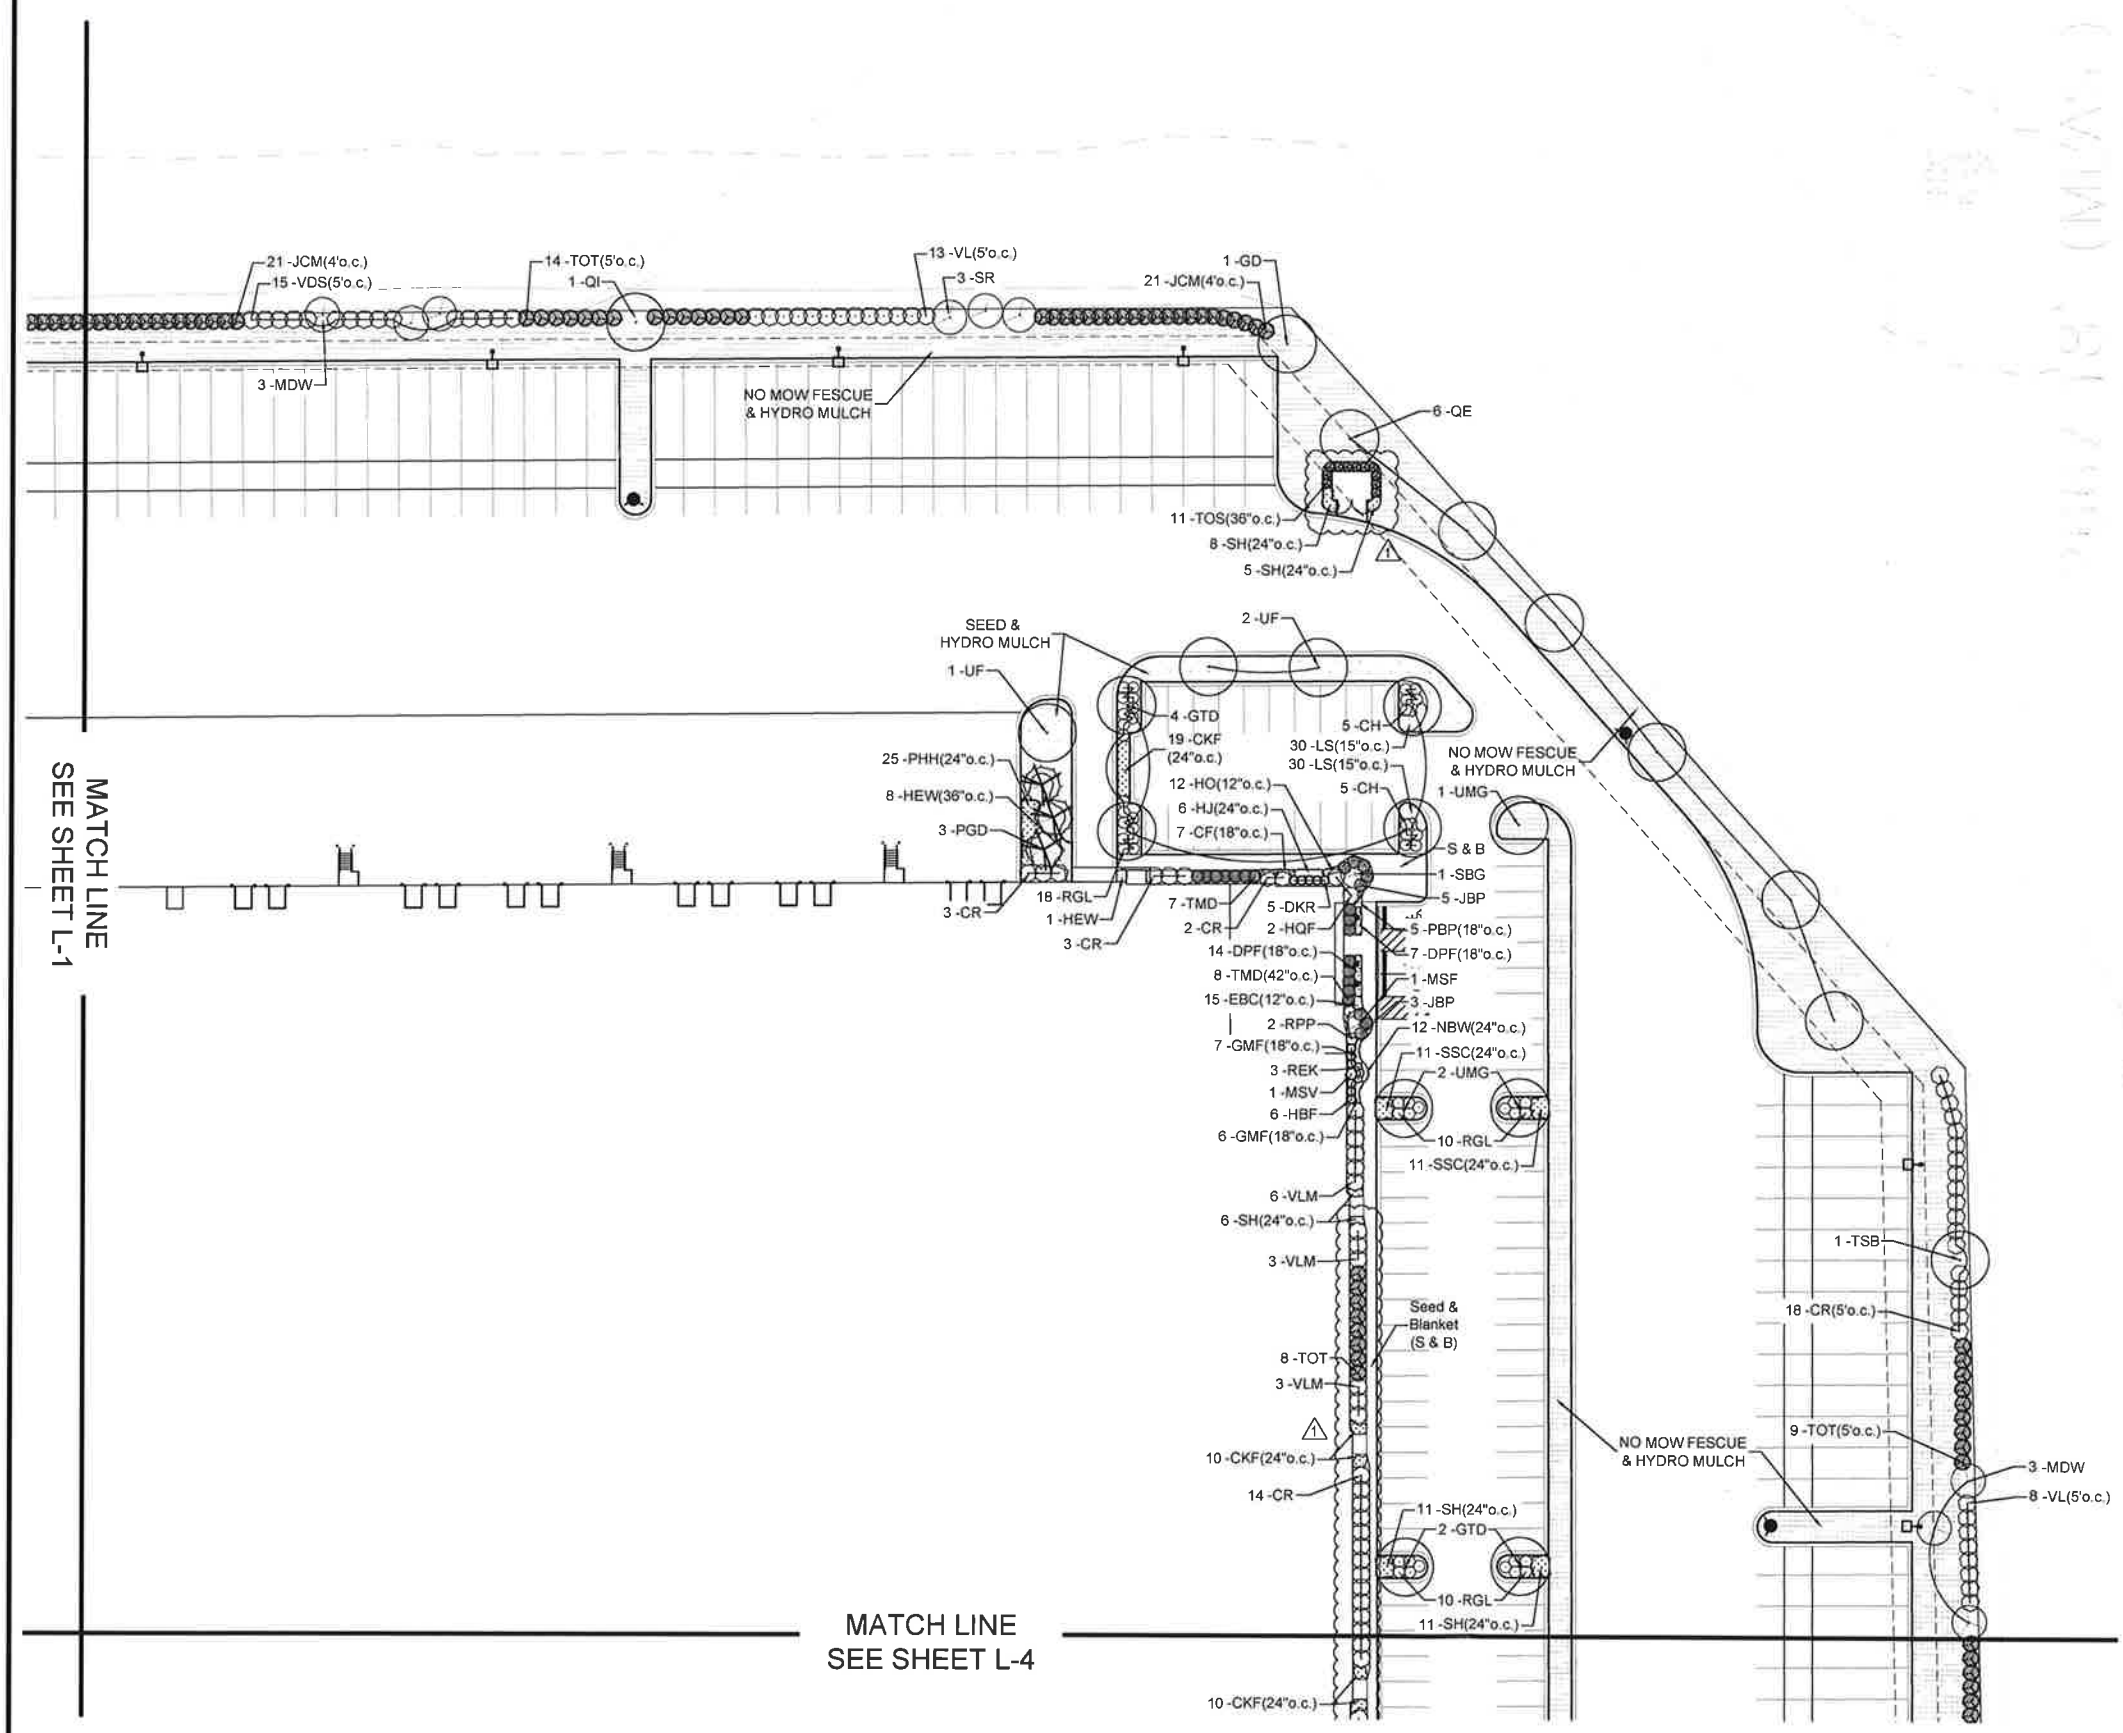 21 -JCM(4'o.c.)
15 -VDS(5'o.c.)
14 -TOT(5'o.c.)
1 -QI
13 -VL(5'o.c.)
3 -SR
1 -GD
21 -JCM(4'o.c.)
3 -MDW
NO MOW FESCUE
& HYDRO MULCH
6 -QE
11 -TOS(36"o.c.)
8 -SH(24"o.c.)
5 -SH(24"o.c.)
1
SEED &
HYDRO MULCH
2 -UF
1 -UF
4 -GTD
19 -CKF
(24"o.c.)
5 -CH
30 -LS(15"o.c.)
30 -LS(15"o.c.)
5 -CH
NO MOW FESCUE
& HYDRO MULCH
1 -UMG
25 -PHH(24"o.c.)
8 -HEW(36"o.c.)
3 -PGD
12 -HO(12"o.c.)
6 -HJ(24"o.c.)
7 -CF(18"o.c.)
S & B
1 -SBG
5 -JBP
MATCH LINE
SEE SHEET L-1
3 -CR
18 -RGL
1 -HEW
3 -CR
7 -TMD
2 -CR
5 -DKR
2 -HQF
5 -PBP(18"o.c.)
7 -DPF(18"o.c.)
14 -DPF(18"o.c.)
8 -TMD(42"o.c.)
15 -EBC(12"o.c.)
1 -MSF
3 -JBP
2 -RPP
12 -NBW(24"o.c.)
7 -GMF(18"o.c.)
11 -SSC(24"o.c.)
3 -REK
2 -UMG
1 -MSV
6 -HBF
6 -GMF(18"o.c.)
10 -RGL
11 -SSC(24"o.c.)
6 -VLM
6 -SH(24"o.c.)
3 -VLM
1 -TSB
Seed &
Blanket
(S & B)
18 -CR(5'o.c.)
8 -TOT
3 -VLM
1
NO MOW FESCUE
& HYDRO MULCH
9 -TOT(5'o.c.)
10 -CKF(24"o.c.)
14 -CR
3 -MDW
8 -VL(5'o.c.)
11 -SH(24"o.c.)
2 -GTD
10 -RGL
11 -SH(24"o.c.)
MATCH LINE
SEE SHEET L-4
10 -CKF(24"o.c.)